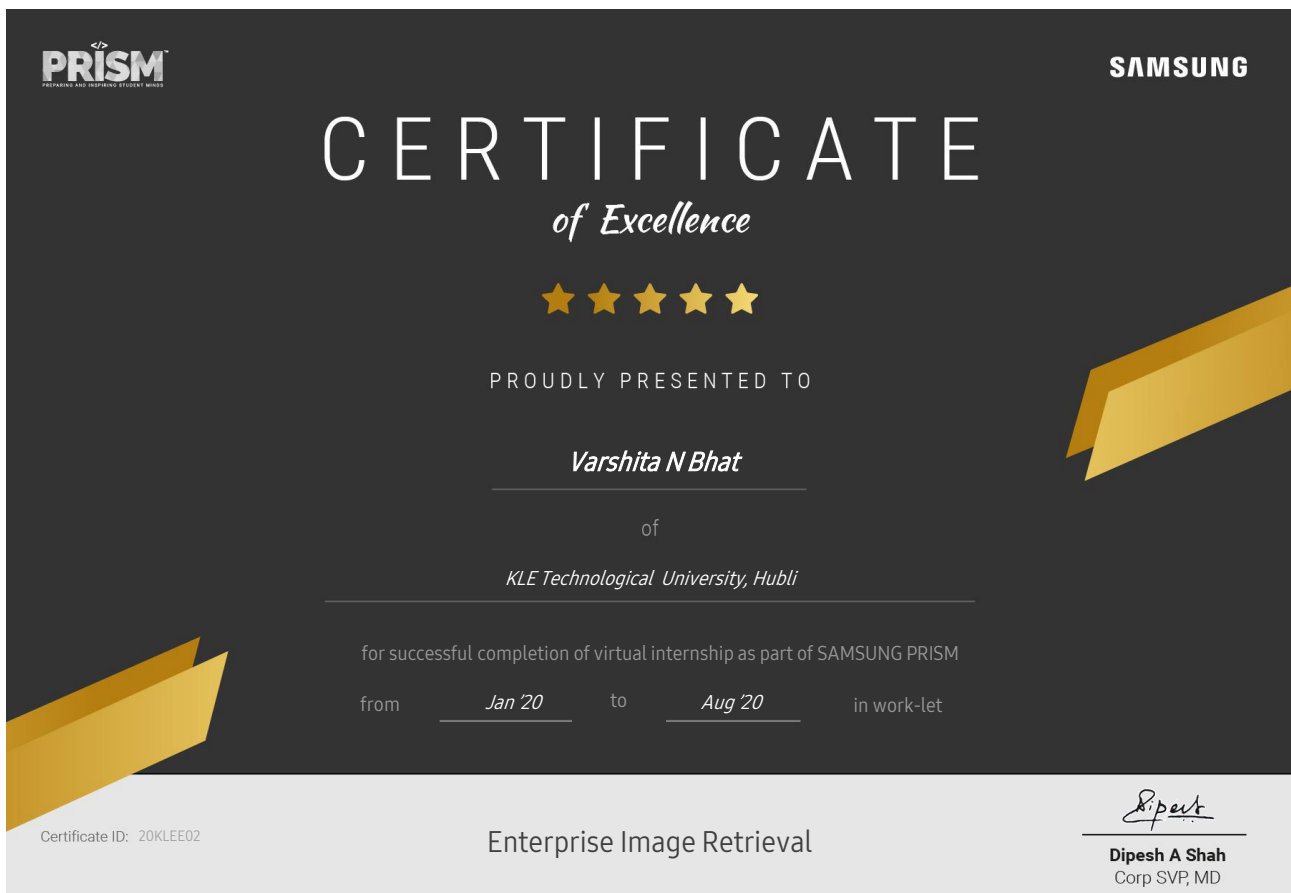 </>
PRISM™
PREPARING AND INSPIRING STUDENT MINDS
SAMSUNG
CERTIFICATE
of Excellence
PROUDLY PRESENTED TO
Varshita N Bhat
of
KLE Technological University, Hubli
for successful completion of virtual internship as part of SAMSUNG PRISM
from Jan '20 to Aug '20 in work-let
Certificate ID: 20KLEE02
Enterprise Image Retrieval
Dipesh
Dipesh A Shah
Corp SVP, MD